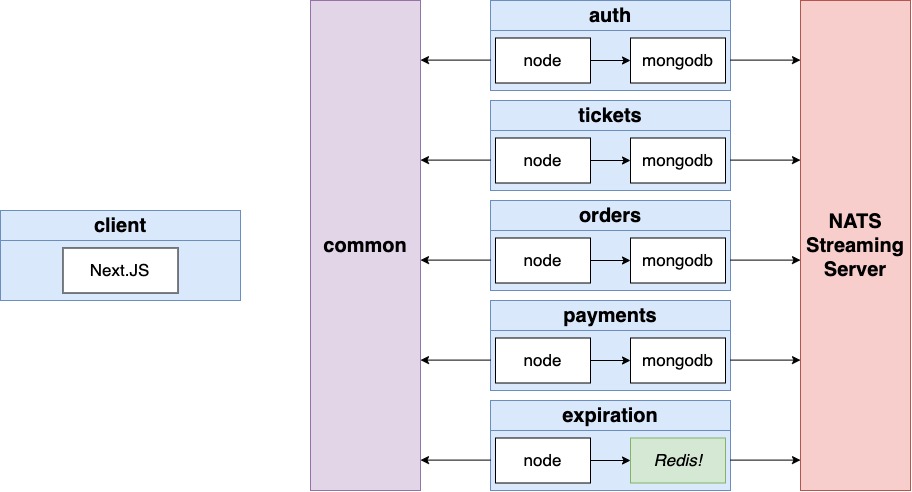 client
Next.JS
common
auth
node
mongodb
tickets
node
mongodb
orders
node
mongodb
payments
node
mongodb
expiration
node
Redis!
NATS
Streaming
Server